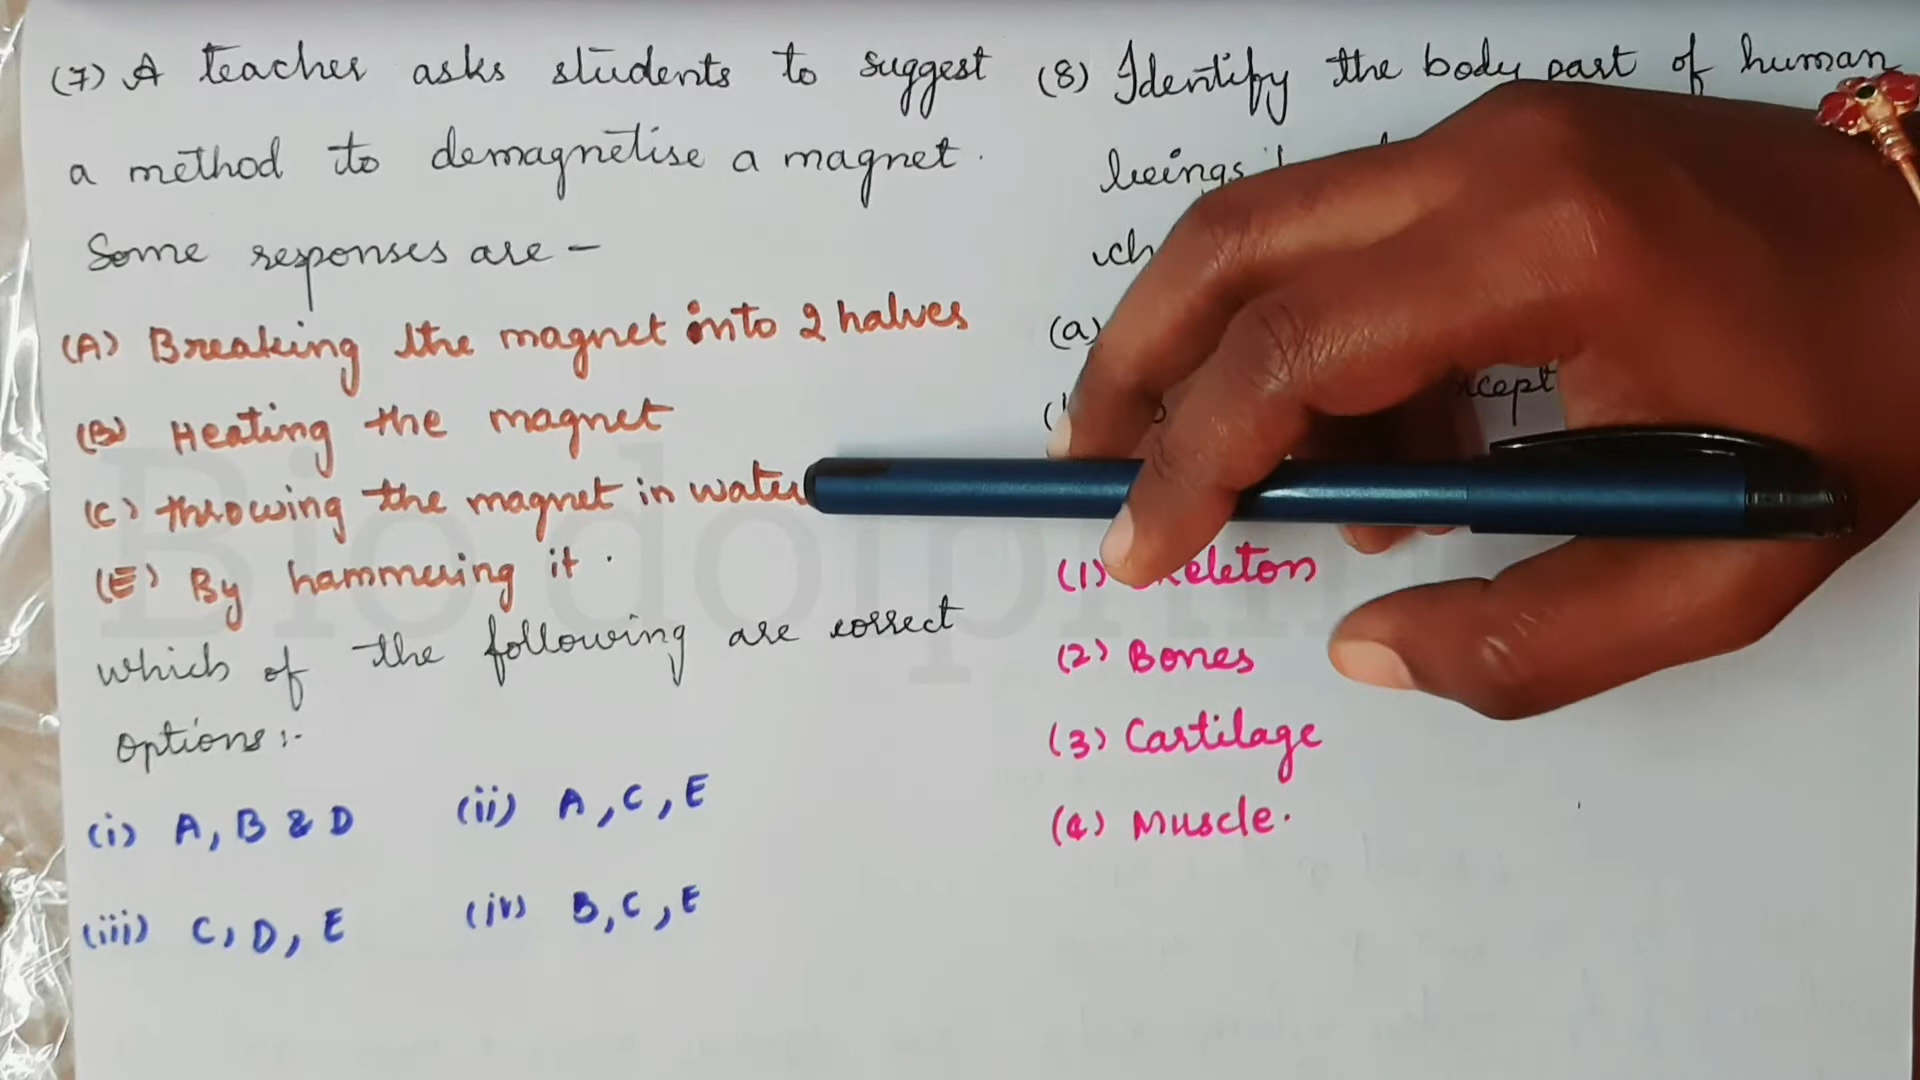 (7) A teacher asks students to suggest
a method to demagnetise a magnet.
Some responses are –
(A) Breaking the magnet into 2 halves
(B) Heating the magnet
(C) throwing the magnet in water
(E) By hammering it.
which of the following are correct
options:-
(i) A, B & D (ii) A, C, E
(iii) C, D, E (iv) B, C, E
(8) Identify the body part of human
beings
(a)
(1) Skeleton
(2) Bones
(3) Cartilage
(4) Muscle.
Biodolphin